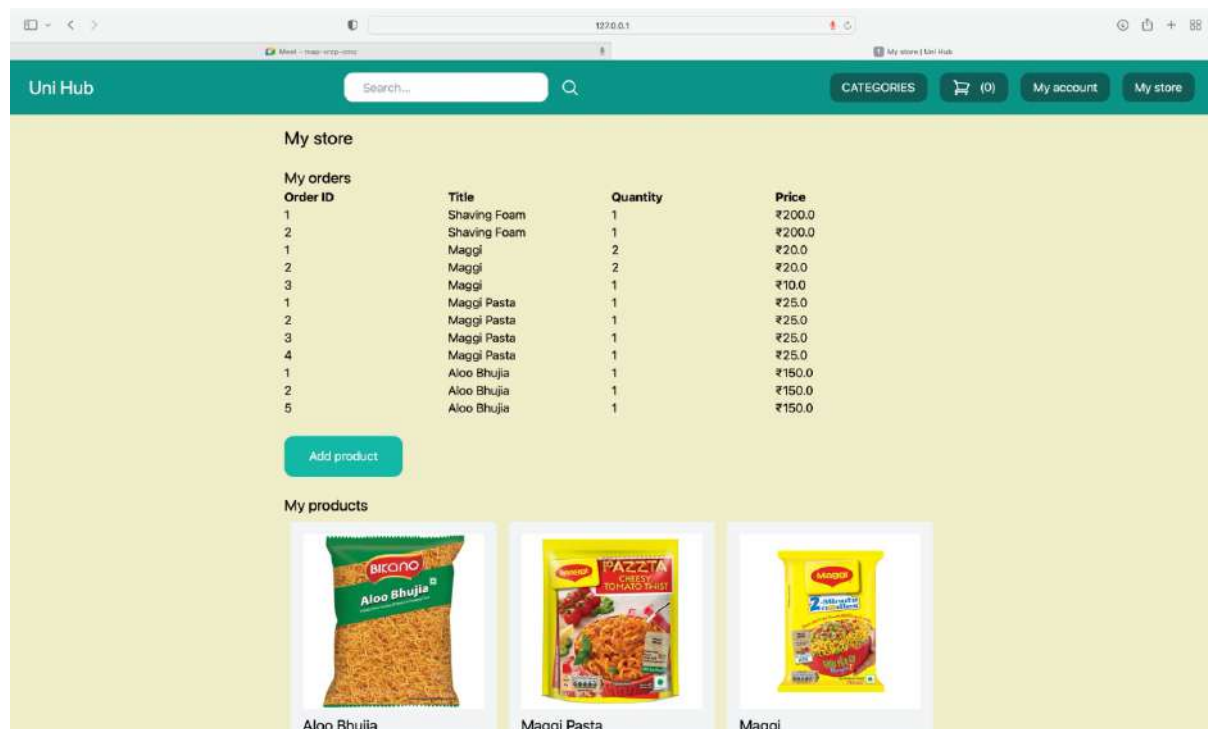 127.0.0.1
My store | Uni Hub
Uni Hub
Search...
CATEGORIES
(0)
My account
My store
My store
My orders
Order ID Title Quantity Price
1 Shaving Foam 1 ₹200.0
2 Shaving Foam 1 ₹200.0
1 Maggi 2 ₹20.0
2 Maggi 2 ₹20.0
3 Maggi 1 ₹10.0
1 Maggi Pasta 1 ₹25.0
2 Maggi Pasta 1 ₹25.0
3 Maggi Pasta 1 ₹25.0
4 Maggi Pasta 1 ₹25.0
1 Aloo Bhujia 1 ₹150.0
2 Aloo Bhujia 1 ₹150.0
5 Aloo Bhujia 1 ₹150.0
Add product
My products
BIKANO
Aloo Bhujia
PAZZTA
CHEESY
TOMATO TWIST
Maggi
2-Minute
noodles
Aloo Bhujia Maggi Pasta Maggi